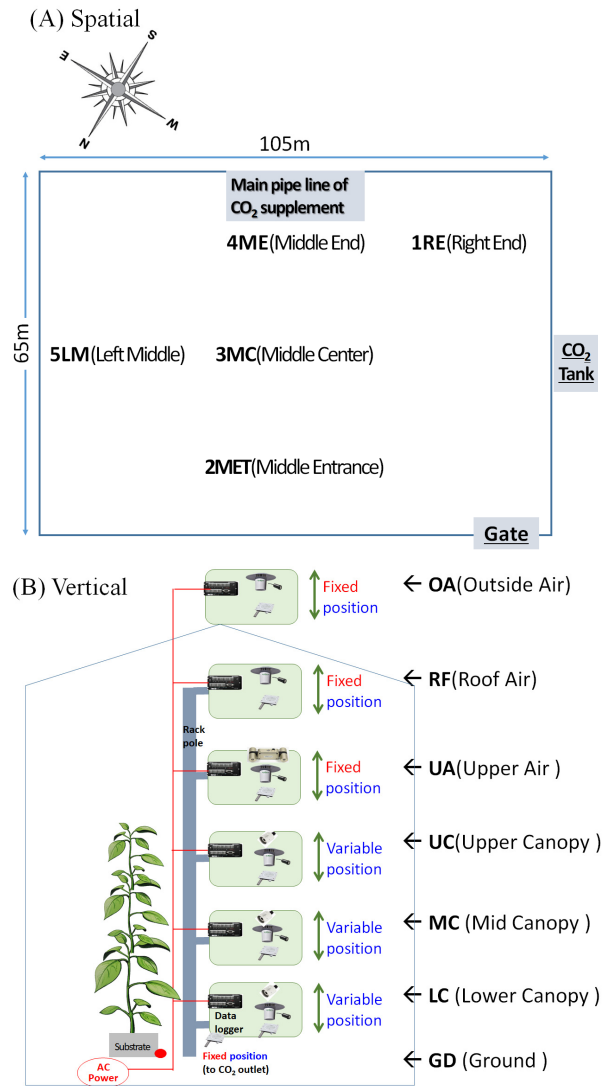 (A) Spatial
S
E
W
N
105m
65m
Main pipe line of
CO₂ supplement
4ME(Middle End)
1RE(Right End)
5LM(Left Middle)
3MC(Middle Center)
CO₂
Tank
2MET(Middle Entrance)
Gate
(B) Vertical
Fixed
position
← OA(Outside Air)
Rack
pole
Fixed
position
← RF(Roof Air)
Fixed
position
← UA(Upper Air )
Variable
position
← UC(Upper Canopy )
Variable
position
← MC (Mid Canopy )
Data
logger
Variable
position
← LC (Lower Canopy )
Substrate
AC
Power
Fixed position
(to CO₂ outlet)
← GD (Ground )